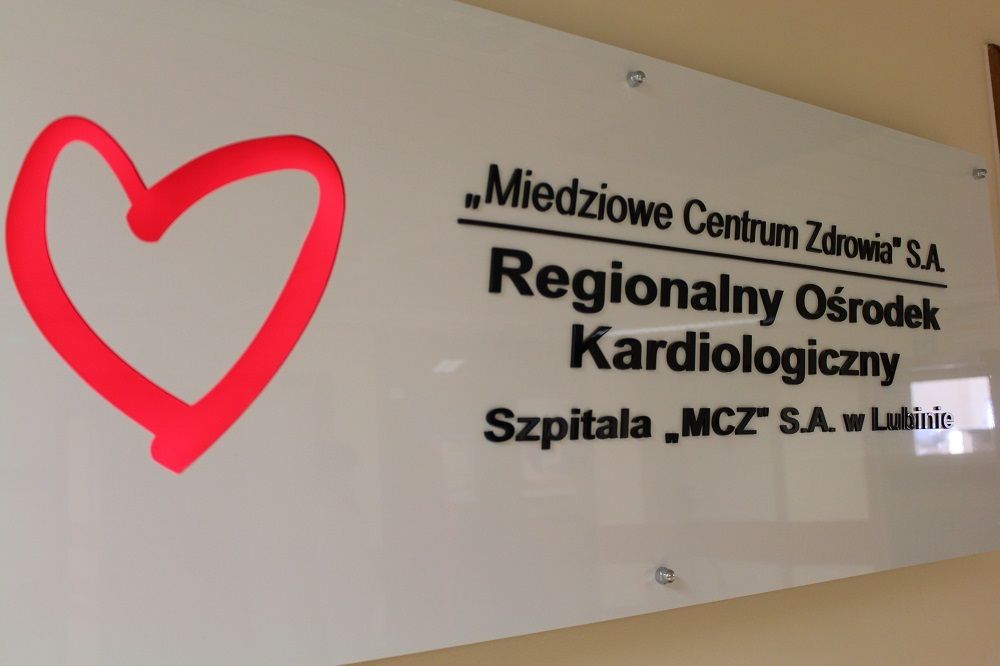 „Miedziowe Centrum Zdrowia" S.A.
Regionalny Ośrodek
Kardiologiczny
Szpitala „MCZ" S.A. w Lubinie